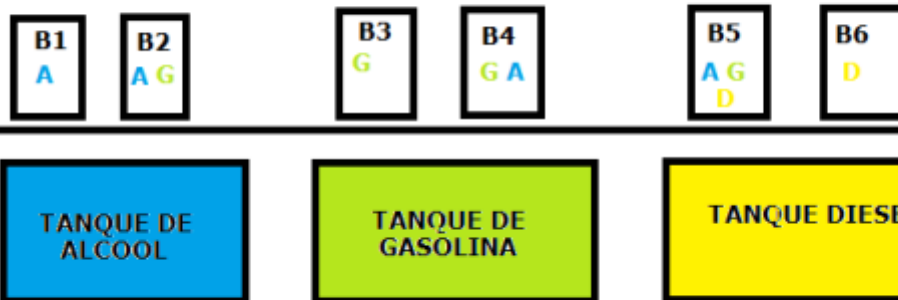 B1
A
B2
A G
B3
G
B4
G A
B5
A G
D
B6
D
TANQUE DE
ALCOOL
TANQUE DE
GASOLINA
TANQUE DIESE